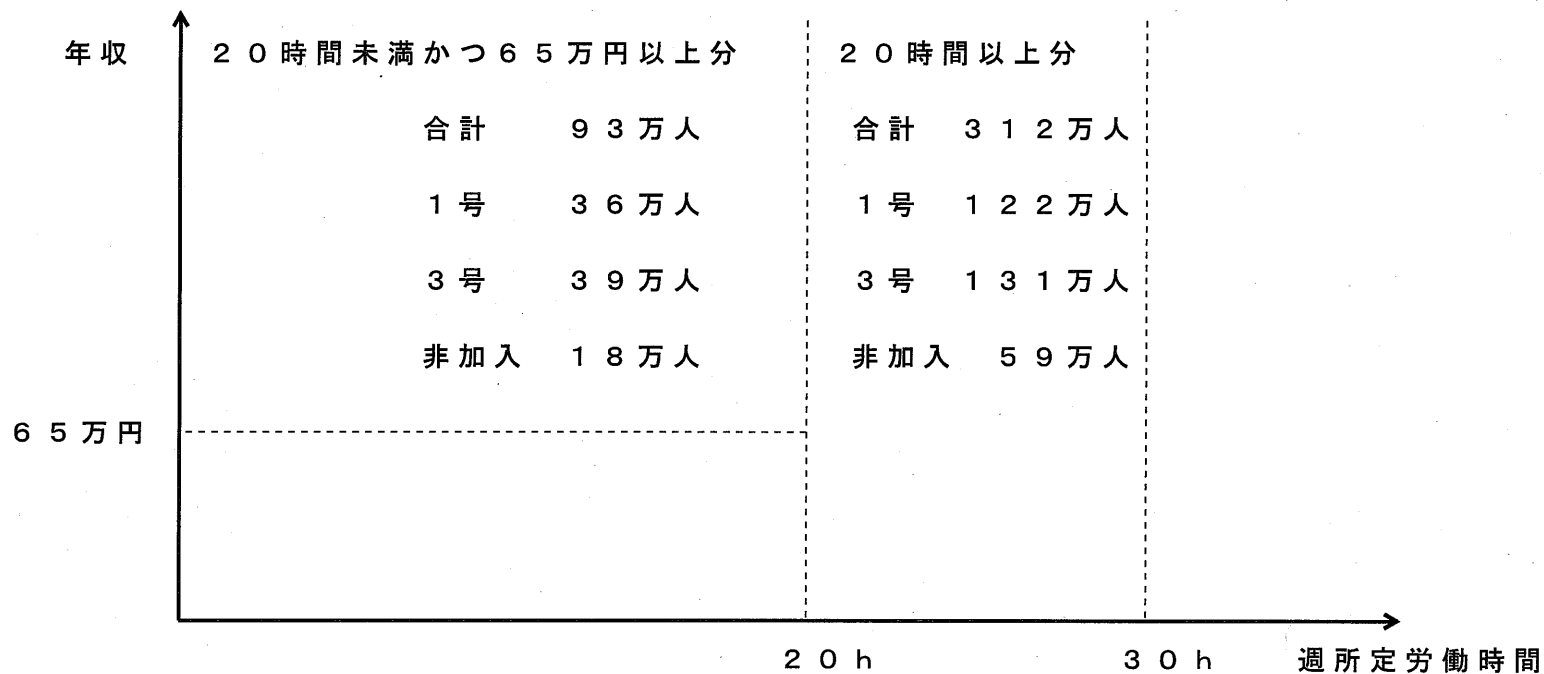 年収
２０時間未満かつ６５万円以上分
２０時間以上分
合計　９３万人
合計　３１２万人
１号　３６万人
１号　１２２万人
３号　３９万人
３号　１３１万人
非加入　１８万人
非加入　５９万人
６５万円
２０ｈ
３０ｈ
週所定労働時間